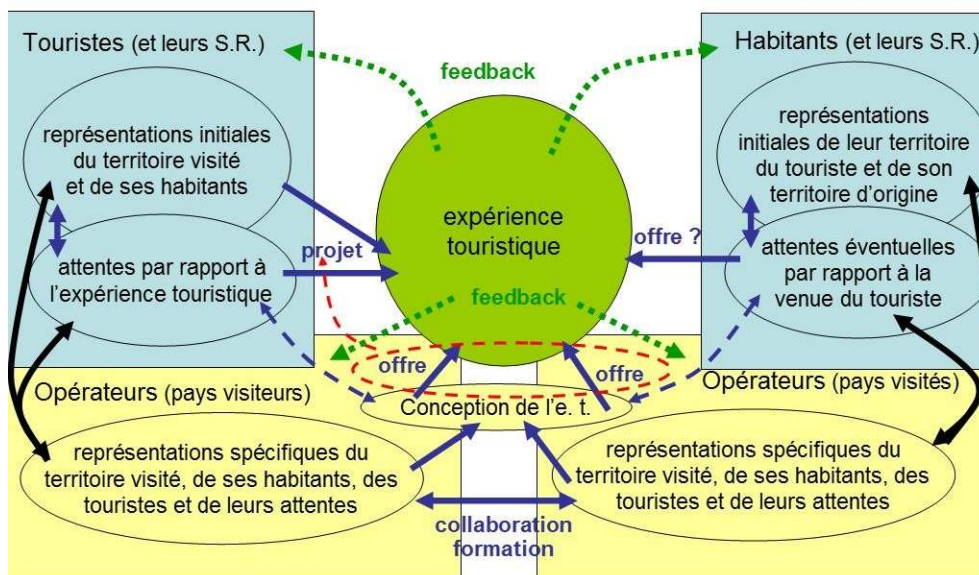 Touristes (et leurs S.R.)
représentations initiales
du territoire visité
et de ses habitants
attentes par rapport à
l’expérience touristique
projet
feedback
expérience
touristique
feedback
Habitants (et leurs S.R.)
représentations
initiales de leur territoire
du touriste et de son
territoire d’origine
offre ?
attentes éventuelles
par rapport à la
venue du touriste
Opérateurs (pays visiteurs)
offre
offre
Opérateurs (pays visités)
Conception de l’e. t.
représentations spécifiques du
territoire visité, de ses habitants, des
touristes et de leurs attentes
représentations spécifiques du
territoire visité, de ses habitants, des
touristes et de leurs attentes
collaboration
formation